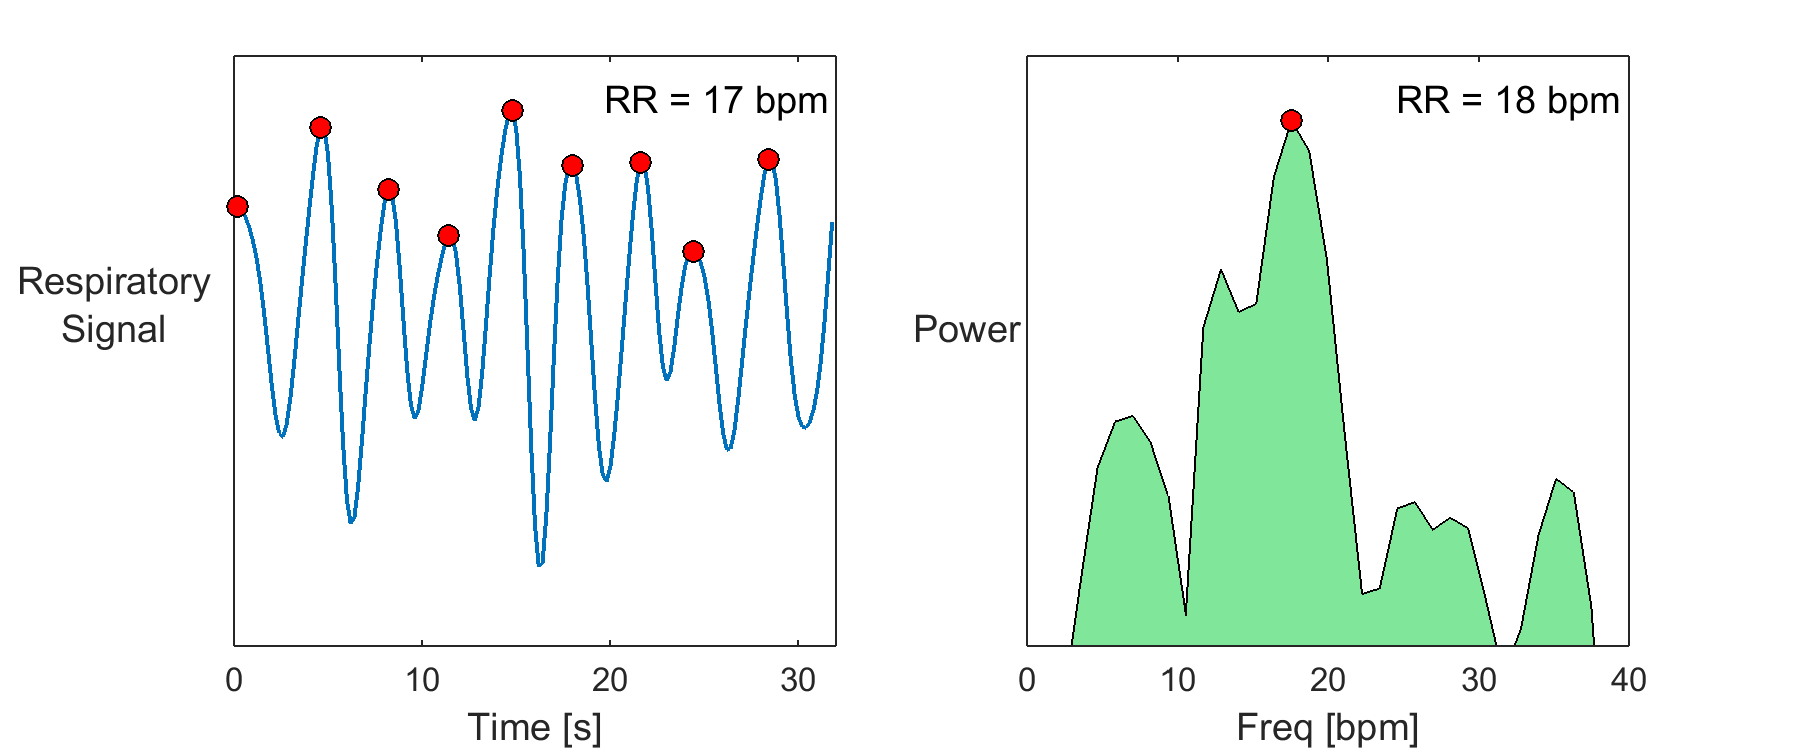 RR = 17 bpm
Respiratory
Signal
0 10 20 30
Time [s]
RR = 18 bpm
Power
0 10 20 30 40
Freq [bpm]